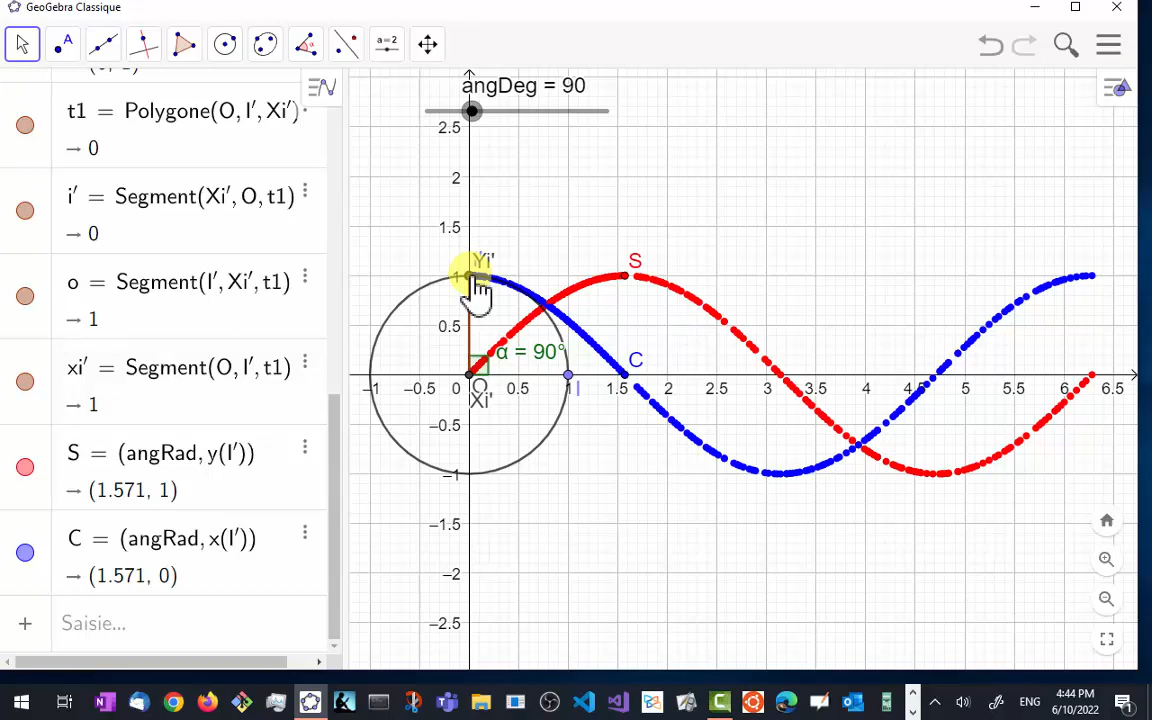 GeoGebra Classique
A
a=2
t1 = Polygone(O, I′, Xi′)
→ 0
i′ = Segment(Xi′, O, t1)
→ 0
o = Segment(I′, Xi′, t1)
→ 1
xi′ = Segment(O, I′, t1)
→ 1
S = (angRad, y(I′))
→ (1.571, 1)
C = (angRad, x(I′))
→ (1.571, 0)
+ Saisie...
angDeg = 90
2.5
2
1.5
Yi'
S
1
0.5
α = 90°
C
O
I
Xi'
−1 −0.5 0 0.5 1 1.5 2 2.5 3 3.5 4 4.5 5 5.5 6 6.5
−0.5
−1
−1.5
−2
−2.5
ENG
4:44 PM
6/10/2022
1